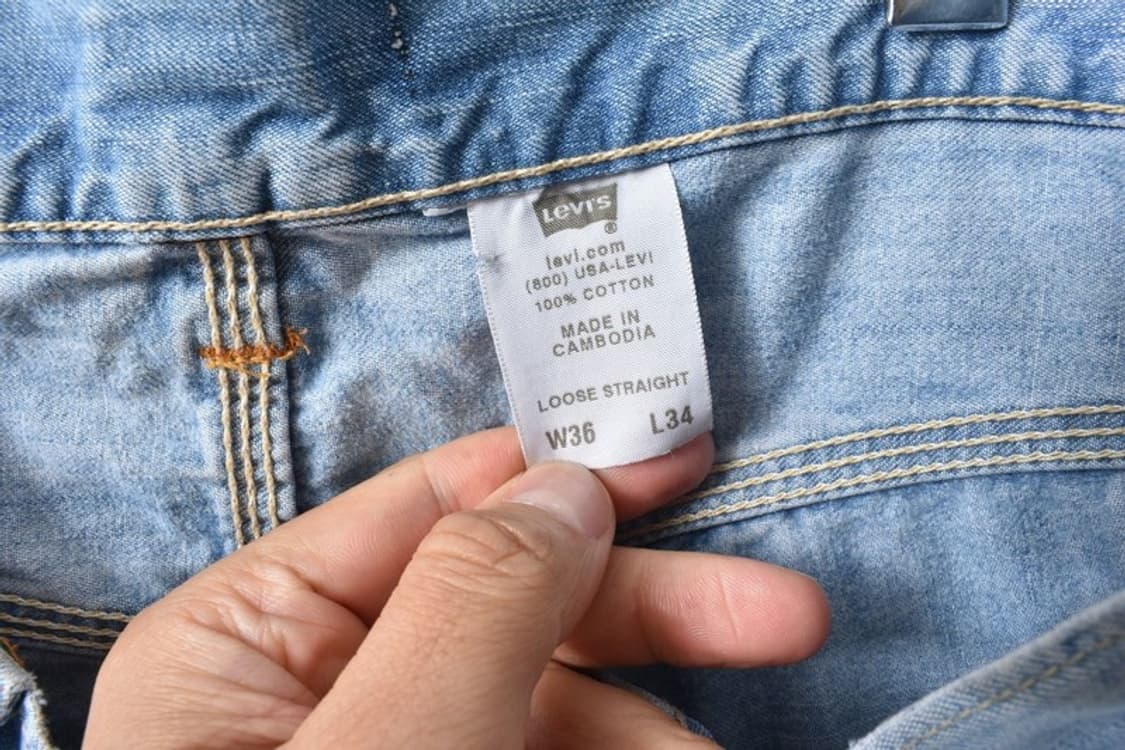 LEVI'S
®
levi.com
(800) USA-LEVI
100% COTTON
MADE IN
CAMBODIA
LOOSE STRAIGHT
W36 L34